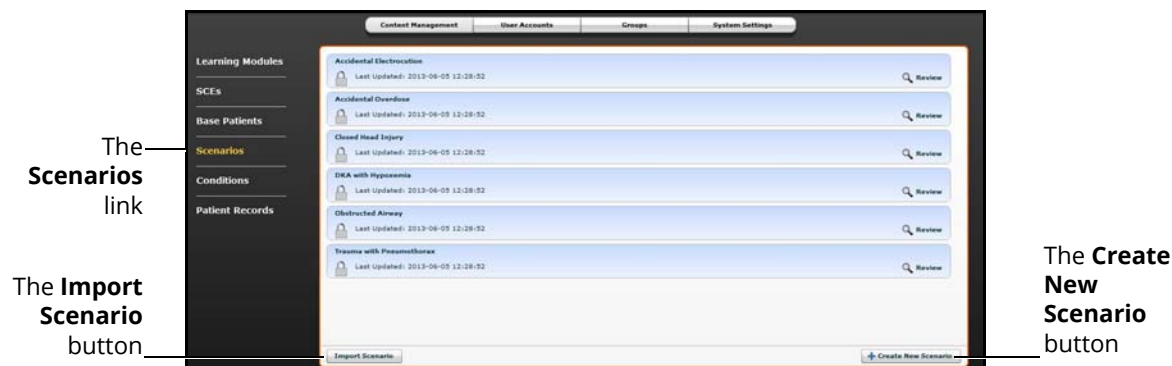 Content Management User Accounts Groups System Settings
Learning Modules
SCEs
Base Patients
Scenarios
Conditions
Patient Records
Accidental Electrocution
Last Updated: 2013-06-05 12:28:52 Review
Accidental Overdose
Last Updated: 2013-06-05 12:28:52 Review
Closed Head Injury
Last Updated: 2013-06-05 12:28:52 Review
DKA with Hypoxemia
Last Updated: 2013-06-05 12:28:52 Review
Obstructed Airway
Last Updated: 2013-06-05 12:28:52 Review
Trauma with Pneumothorax
Last Updated: 2013-06-05 12:28:52 Review
Import Scenario Create New Scenario
The
Scenarios
link
The Import
Scenario
button
The Create
New
Scenario
button